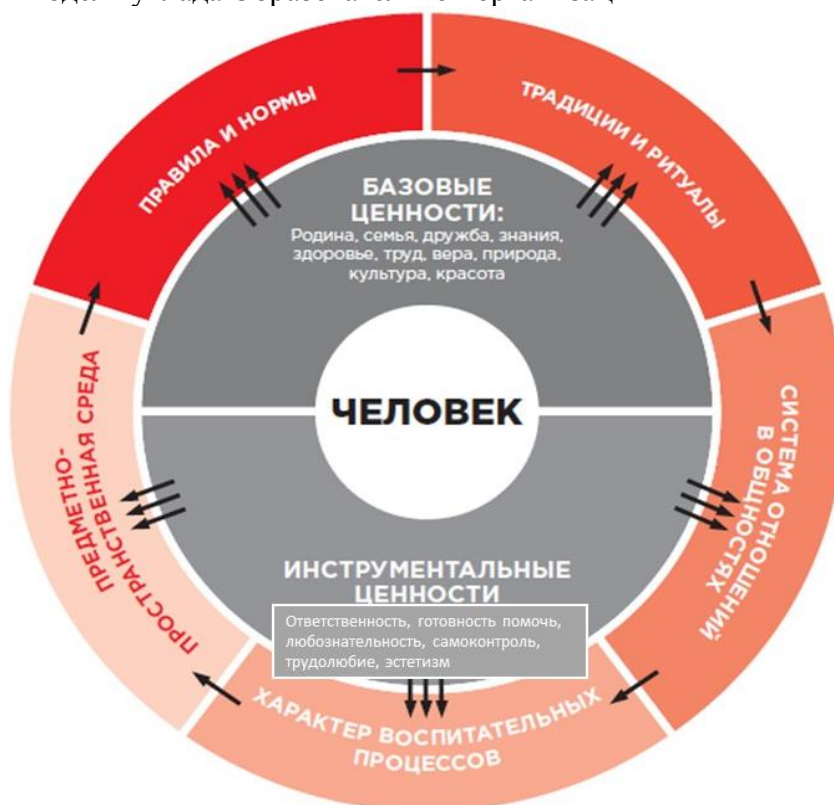 ПРАВИЛА И НОРМЫ
ТРАДИЦИИ И РИТУАЛЫ
БАЗОВЫЕ
ЦЕННОСТИ:
Родина, семья, дружба, знания,
здоровье, труд, вера, природа,
культура, красота
ЧЕЛОВЕК
ПРЕДМЕТНО-
ПРОСТРАНСТВЕННАЯ СРЕДА
СИСТЕМА ОТНОШЕНИЙ
В ОБЩНОСТЯХ
ИНСТРУМЕНТАЛЬНЫЕ
ЦЕННОСТИ
Ответственность, готовность помочь,
любознательность, самоконтроль,
трудолюбие, эстетизм
ХАРАКТЕР ВОСПИТАТЕЛЬНЫХ
ПРОЦЕССОВ